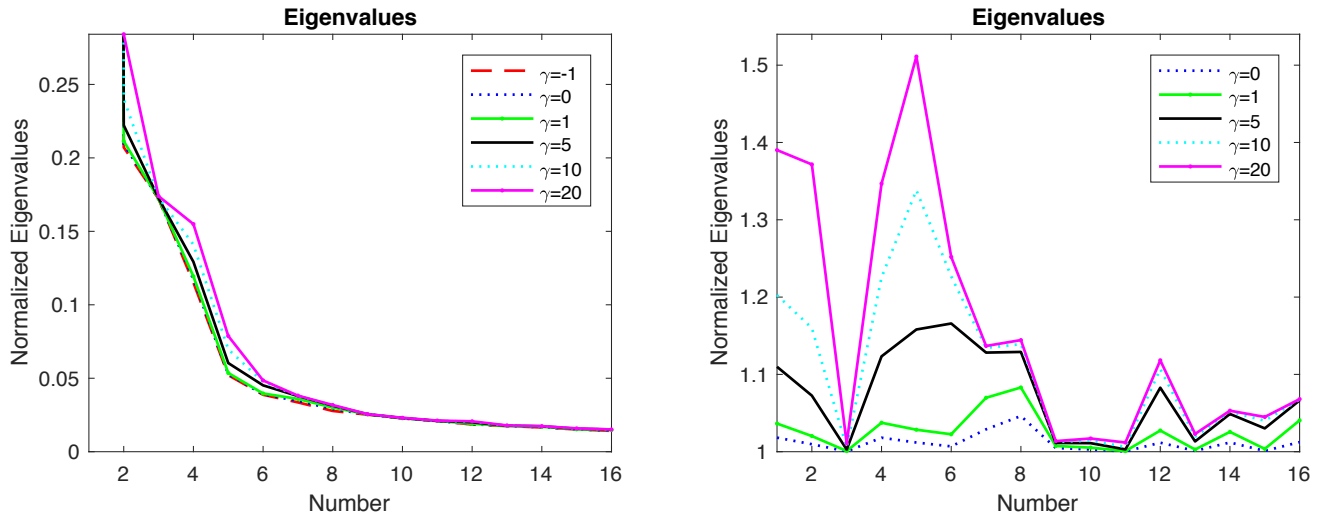 Eigenvalues
Normalized Eigenvalues
0.25
0.2
0.15
0.1
0.05
0
2 4 6 8 10 12 14 16
Number
γ=-1
γ=0
γ=1
γ=5
γ=10
γ=20
Eigenvalues
Normalized Eigenvalues
1.5
1.4
1.3
1.2
1.1
1
2 4 6 8 10 12 14 16
Number
γ=0
γ=1
γ=5
γ=10
γ=20